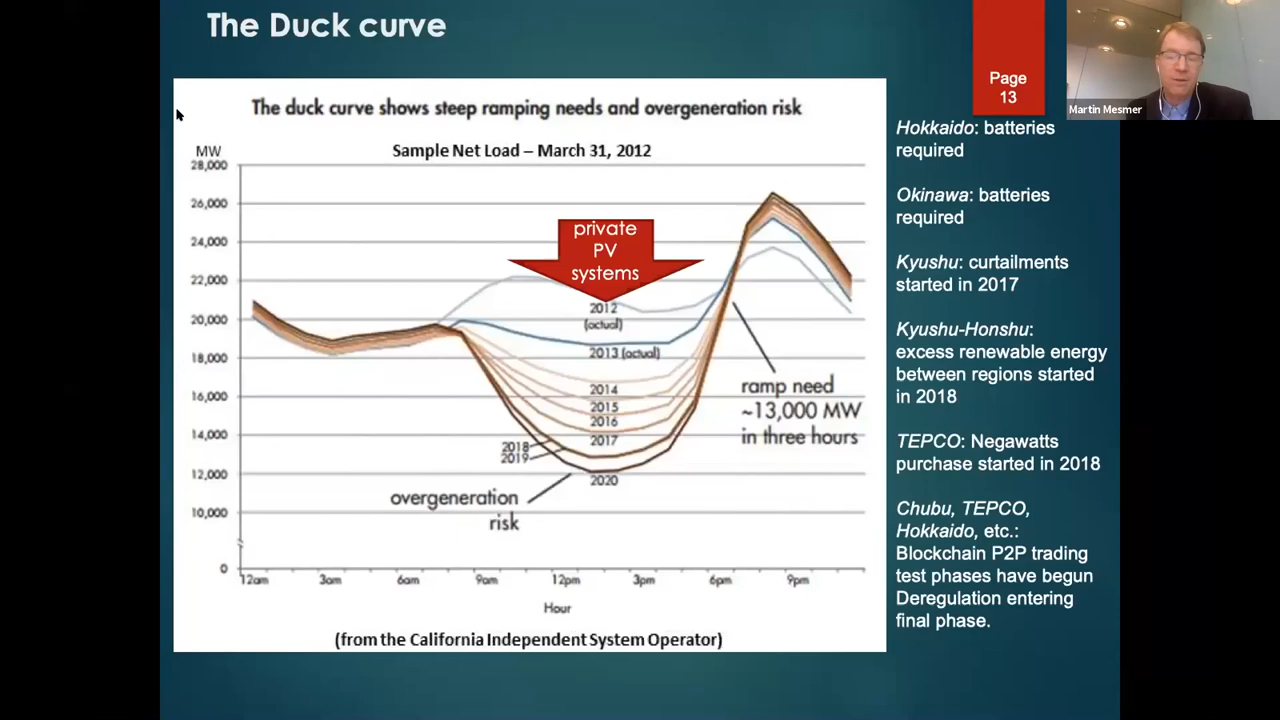 The Duck curve
The duck curve shows steep ramping needs and overgeneration risk
MW
Sample Net Load – March 31, 2012
28,000
26,000
24,000
22,000
20,000
18,000
16,000
14,000
12,000
10,000
0
private
PV
systems
2012
(actual)
2013 (actual)
2014
2015
2016
2017
2018
2019
2020
ramp need
~13,000 MW
in three hours
overgeneration
risk
12am
3am
6am
9am
12pm
3pm
6pm
9pm
Hour
(from the California Independent System Operator)
Page
13
Martin Mesmer
Hokkaido: batteries
required
Okinawa: batteries
required
Kyushu: curtailments
started in 2017
Kyushu-Honshu:
excess renewable energy
between regions started
in 2018
TEPCO: Negawatts
purchase started in 2018
Chubu, TEPCO,
Hokkaido, etc.:
Blockchain P2P trading
test phases have begun
Deregulation entering
final phase.